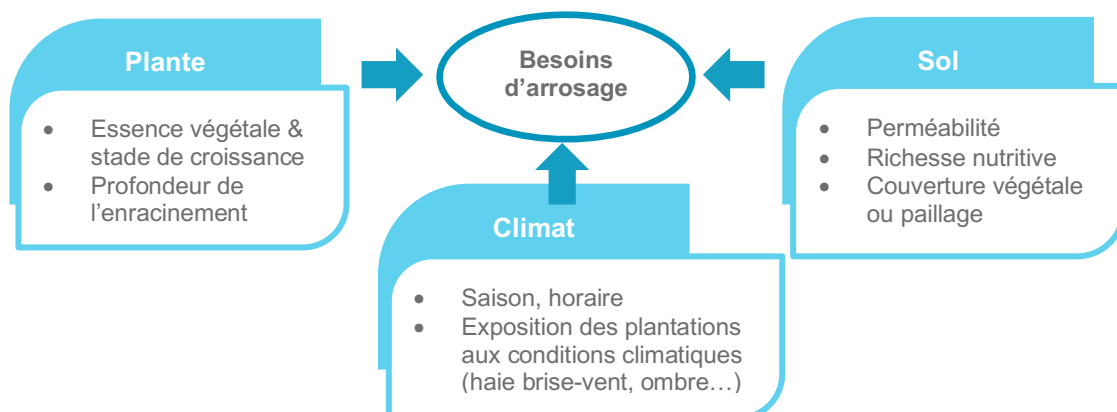 Plante
• Essence végétale &
stade de croissance
• Profondeur de
l’enracinement
Besoins
d’arrosage
Sol
• Perméabilité
• Richesse nutritive
• Couverture végétale
ou paillage
Climat
• Saison, horaire
• Exposition des plantations
aux conditions climatiques
(haie brise-vent, ombre…)